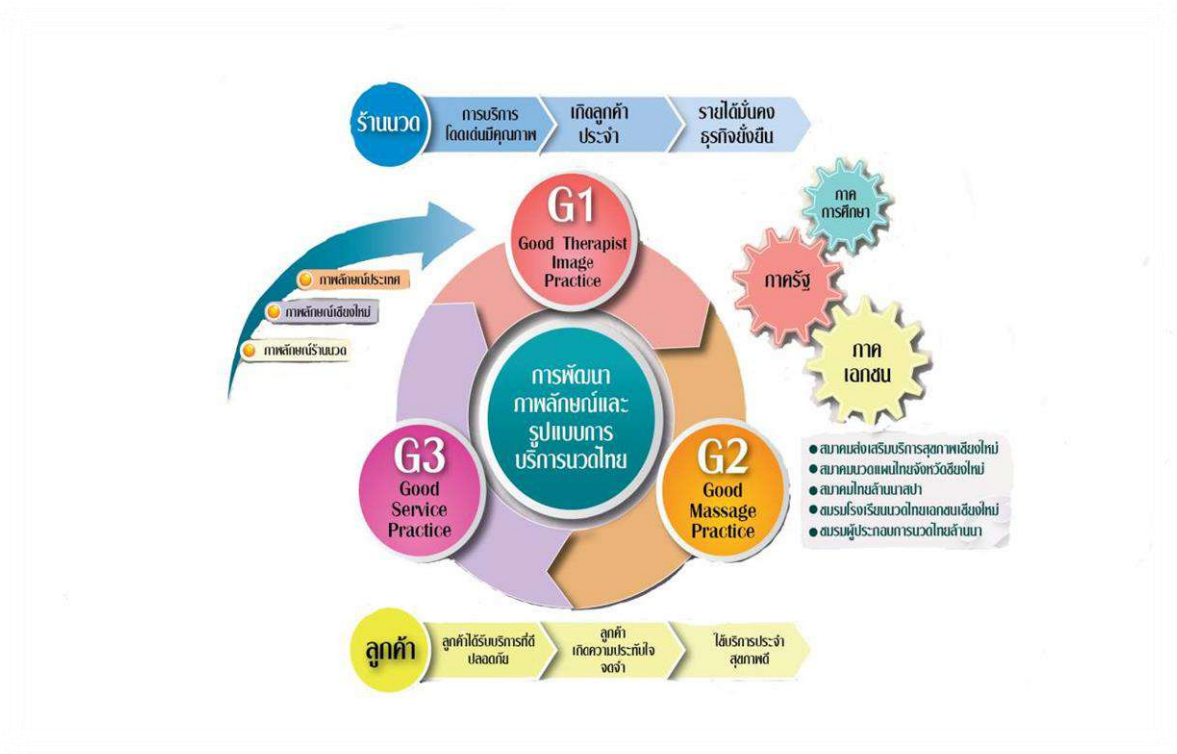 ร้านนวด
การบริการ
โดดเด่นมีคุณภาพ
เกิดลูกค้า
ประจำ
รายได้มั่นคง
ธุรกิจยั่งยืน
ภาค
การศึกษา
ภาครัฐ
ภาค
เอกชน
G1
Good Therapist
Image
Practice
ภาพลักษณ์ประเทศ
ภาพลักษณ์เชียงใหม่
ภาพลักษณ์ร้านนวด
การพัฒนา
ภาพลักษณ์และ
รูปแบบการ
บริการนวดไทย
G3
Good
Service
Practice
G2
Good
Massage
Practice
สมาคมส่งเสริมบริการสุขภาพเชียงใหม่
สมาคมนวดแผนไทยจังหวัดเชียงใหม่
สมาคมไทยล้านนาสปา
ชมรมโรงเรียนนวดไทยเอกชนเชียงใหม่
ชมรมผู้ประกอบการนวดไทยล้านนา
ลูกค้า
ลูกค้าได้รับบริการที่ดี
ปลอดภัย
ลูกค้า
เกิดความประทับใจ
จดจำ
ใช้บริการประจำ
สุขภาพดี